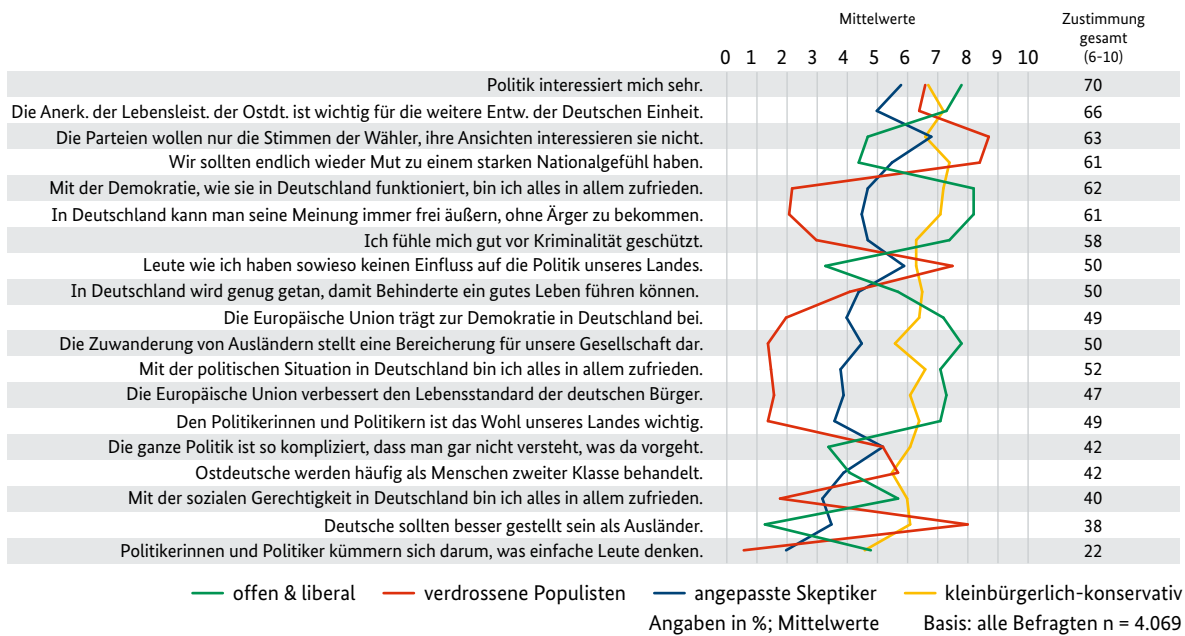 Mittelwerte
Zustimmung
gesamt
(6-10)
0 1 2 3 4 5 6 7 8 9 10
Politik interessiert mich sehr. 70
Die Anerk. der Lebensleist. der Ostdt. ist wichtig für die weitere Entw. der Deutschen Einheit. 66
Die Parteien wollen nur die Stimmen der Wähler, ihre Ansichten interessieren sie nicht. 63
Wir sollten endlich wieder Mut zu einem starken Nationalgefühl haben. 61
Mit der Demokratie, wie sie in Deutschland funktioniert, bin ich alles in allem zufrieden. 62
In Deutschland kann man seine Meinung immer frei äußern, ohne Ärger zu bekommen. 61
Ich fühle mich gut vor Kriminalität geschützt. 58
Leute wie ich haben sowieso keinen Einfluss auf die Politik unseres Landes. 50
In Deutschland wird genug getan, damit Behinderte ein gutes Leben führen können. 50
Die Europäische Union trägt zur Demokratie in Deutschland bei. 49
Die Zuwanderung von Ausländern stellt eine Bereicherung für unsere Gesellschaft dar. 50
Mit der politischen Situation in Deutschland bin ich alles in allem zufrieden. 52
Die Europäische Union verbessert den Lebensstandard der deutschen Bürger. 47
Den Politikerinnen und Politikern ist das Wohl unseres Landes wichtig. 49
Die ganze Politik ist so kompliziert, dass man gar nicht versteht, was da vorgeht. 42
Ostdeutsche werden häufig als Menschen zweiter Klasse behandelt. 42
Mit der sozialen Gerechtigkeit in Deutschland bin ich alles in allem zufrieden. 40
Deutsche sollten besser gestellt sein als Ausländer. 38
Politikerinnen und Politiker kümmern sich darum, was einfache Leute denken. 22
offen & liberal verdrossene Populisten angepasste Skeptiker kleinbürgerlich-konservativ
Angaben in %; Mittelwerte Basis: alle Befragten n = 4.069